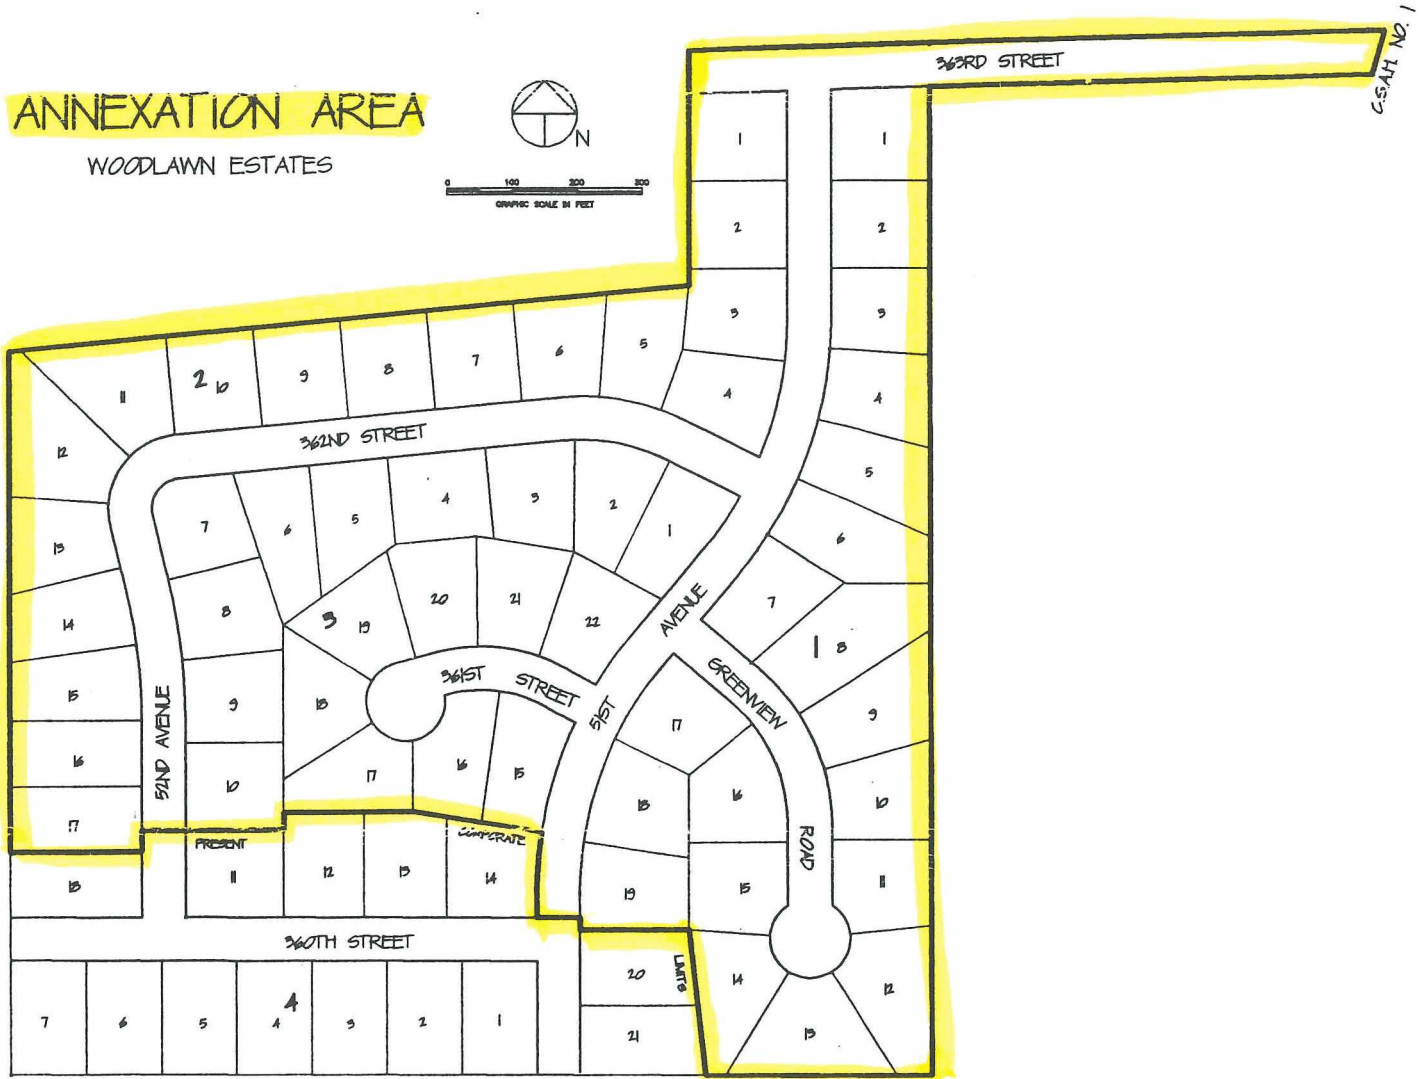 C.S.A.H. NO. 1
363RD STREET
ANNEXATION AREA
N
WOODLAWN ESTATES
0 100 200 300
GRAPHIC SCALE IN FEET
1 1
2 2
3 3
4 4
5 6 7 8 9 2 10 11
12
362ND STREET
5
6
7
1 8
9
10
11
12
13
14
15
16
17
18
19
13
14
15
16
17
18
7 6 5 4 3 2 1
8
9
10
3 19 20 21 22
18
17 16 15
361ST STREET
51ST AVENUE
GREENVIEW ROAD
52ND AVENUE
PRESENT CORPORATE LIMITS
11 12 13 14
360TH STREET
20
21
7 6 5 4 4 3 2 1